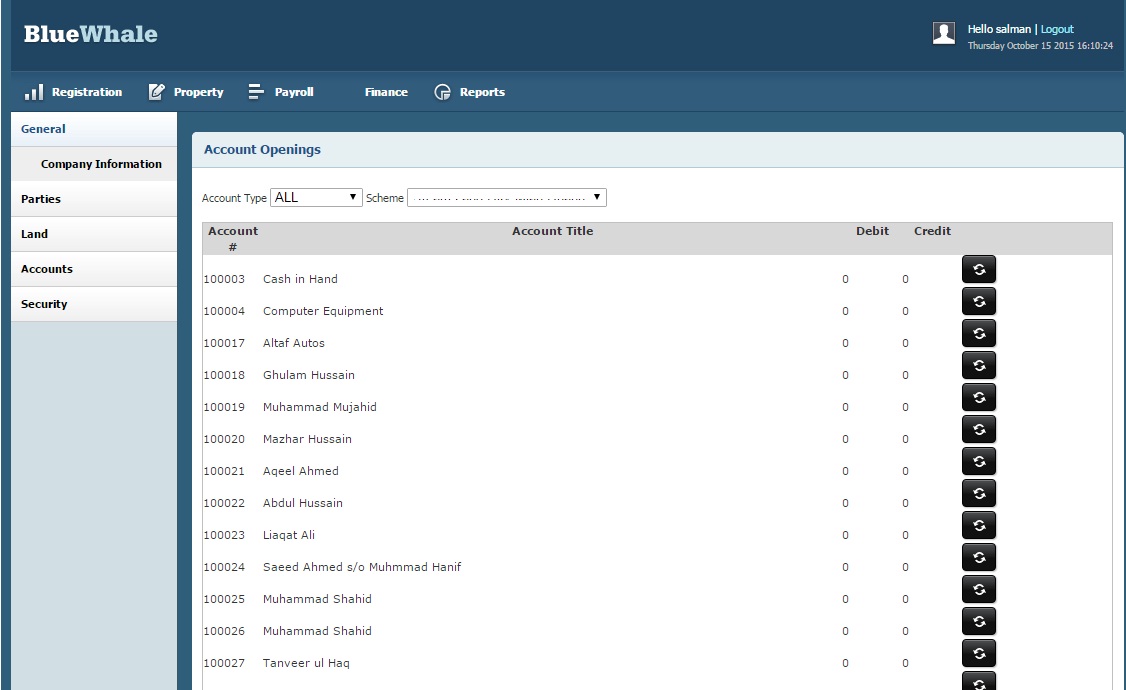 BlueWhale
Hello salman | Logout
Thursday October 15 2015 16:10:24
Registration Property Payroll Finance Reports
General
Company Information
Parties
Land
Accounts
Security
Account Openings
Account Type ALL Scheme
Account # Account Title Debit Credit
100003 Cash in Hand 0 0
100004 Computer Equipment 0 0
100017 Altaf Autos 0 0
100018 Ghulam Hussain 0 0
100019 Muhammad Mujahid 0 0
100020 Mazhar Hussain 0 0
100021 Aqeel Ahmed 0 0
100022 Abdul Hussain 0 0
100023 Liaqat Ali 0 0
100024 Saeed Ahmed s/o Muhmmad Hanif 0 0
100025 Muhammad Shahid 0 0
100026 Muhammad Shahid 0 0
100027 Tanveer ul Haq 0 0